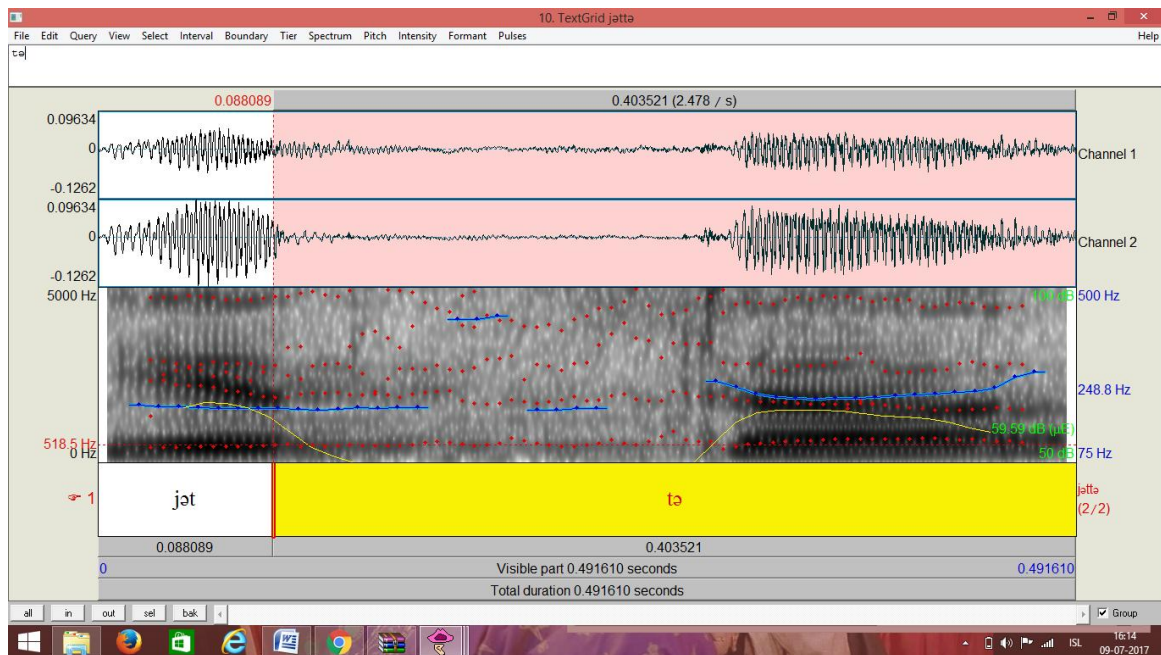 10. TextGrid jəttə
File Edit Query View Select Interval Boundary Tier Spectrum Pitch Intensity Formant Pulses Help
tə
0.088089 0.403521 (2.478 / s)
0.09634
0
-0.1262
Channel 1
0.09634
0
-0.1262
Channel 2
5000 Hz 100 dB 500 Hz
248.8 Hz
59.59 dB (µE)
518.5 Hz
0 Hz 50 dB 75 Hz
1 jət tə jəttə
(2/2)
0.088089 0.403521
0 Visible part 0.491610 seconds 0.491610
Total duration 0.491610 seconds
all in out sel bak Group
ISL 16:14
09-07-2017